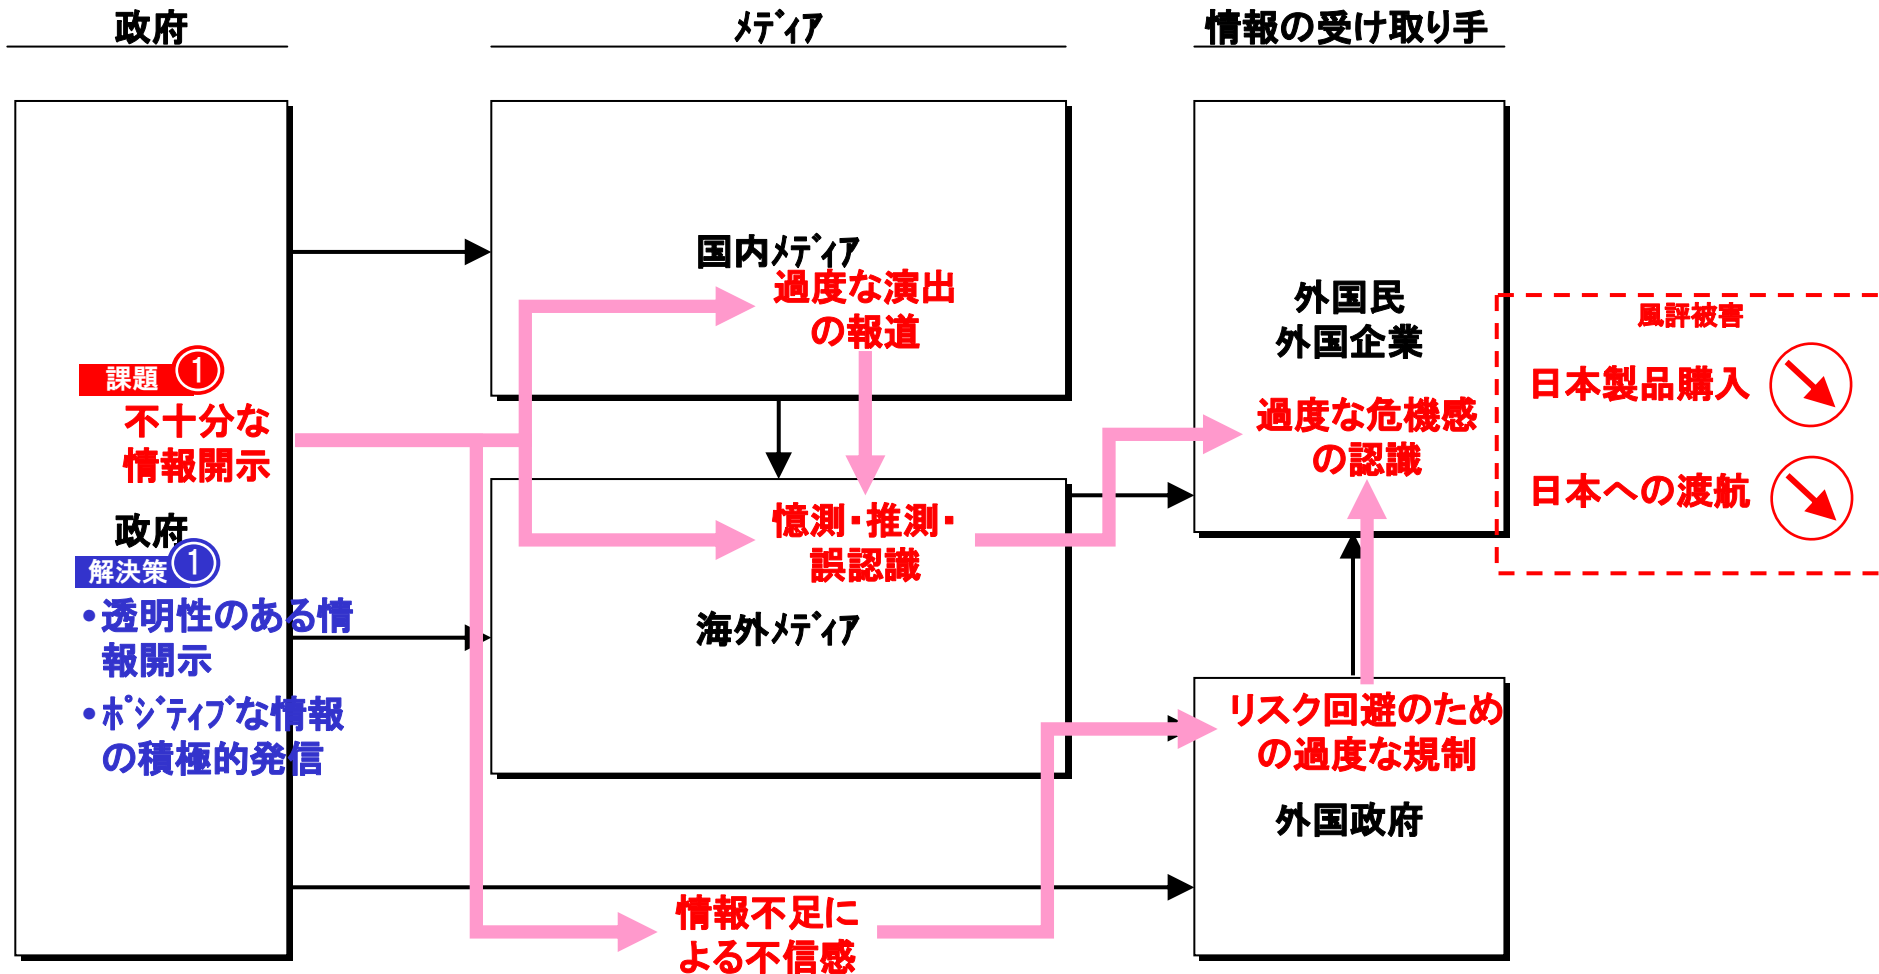 政府
ﾒﾃﾞｨｱ
情報の受け取り手
国内ﾒﾃﾞｨｱ
過度な演出
の報道
外国民
外国企業
風評被害
課題 1
不十分な
情報開示
日本製品購入
過度な危機感
の認識
日本への渡航
政府
解決策 1
・透明性のある情
報開示
・ﾎﾟｼﾞﾃｨﾌﾞな情報
の積極的発信
憶測・推測・
誤認識
海外ﾒﾃﾞｨｱ
リスク回避のため
の過度な規制
外国政府
情報不足に
よる不信感